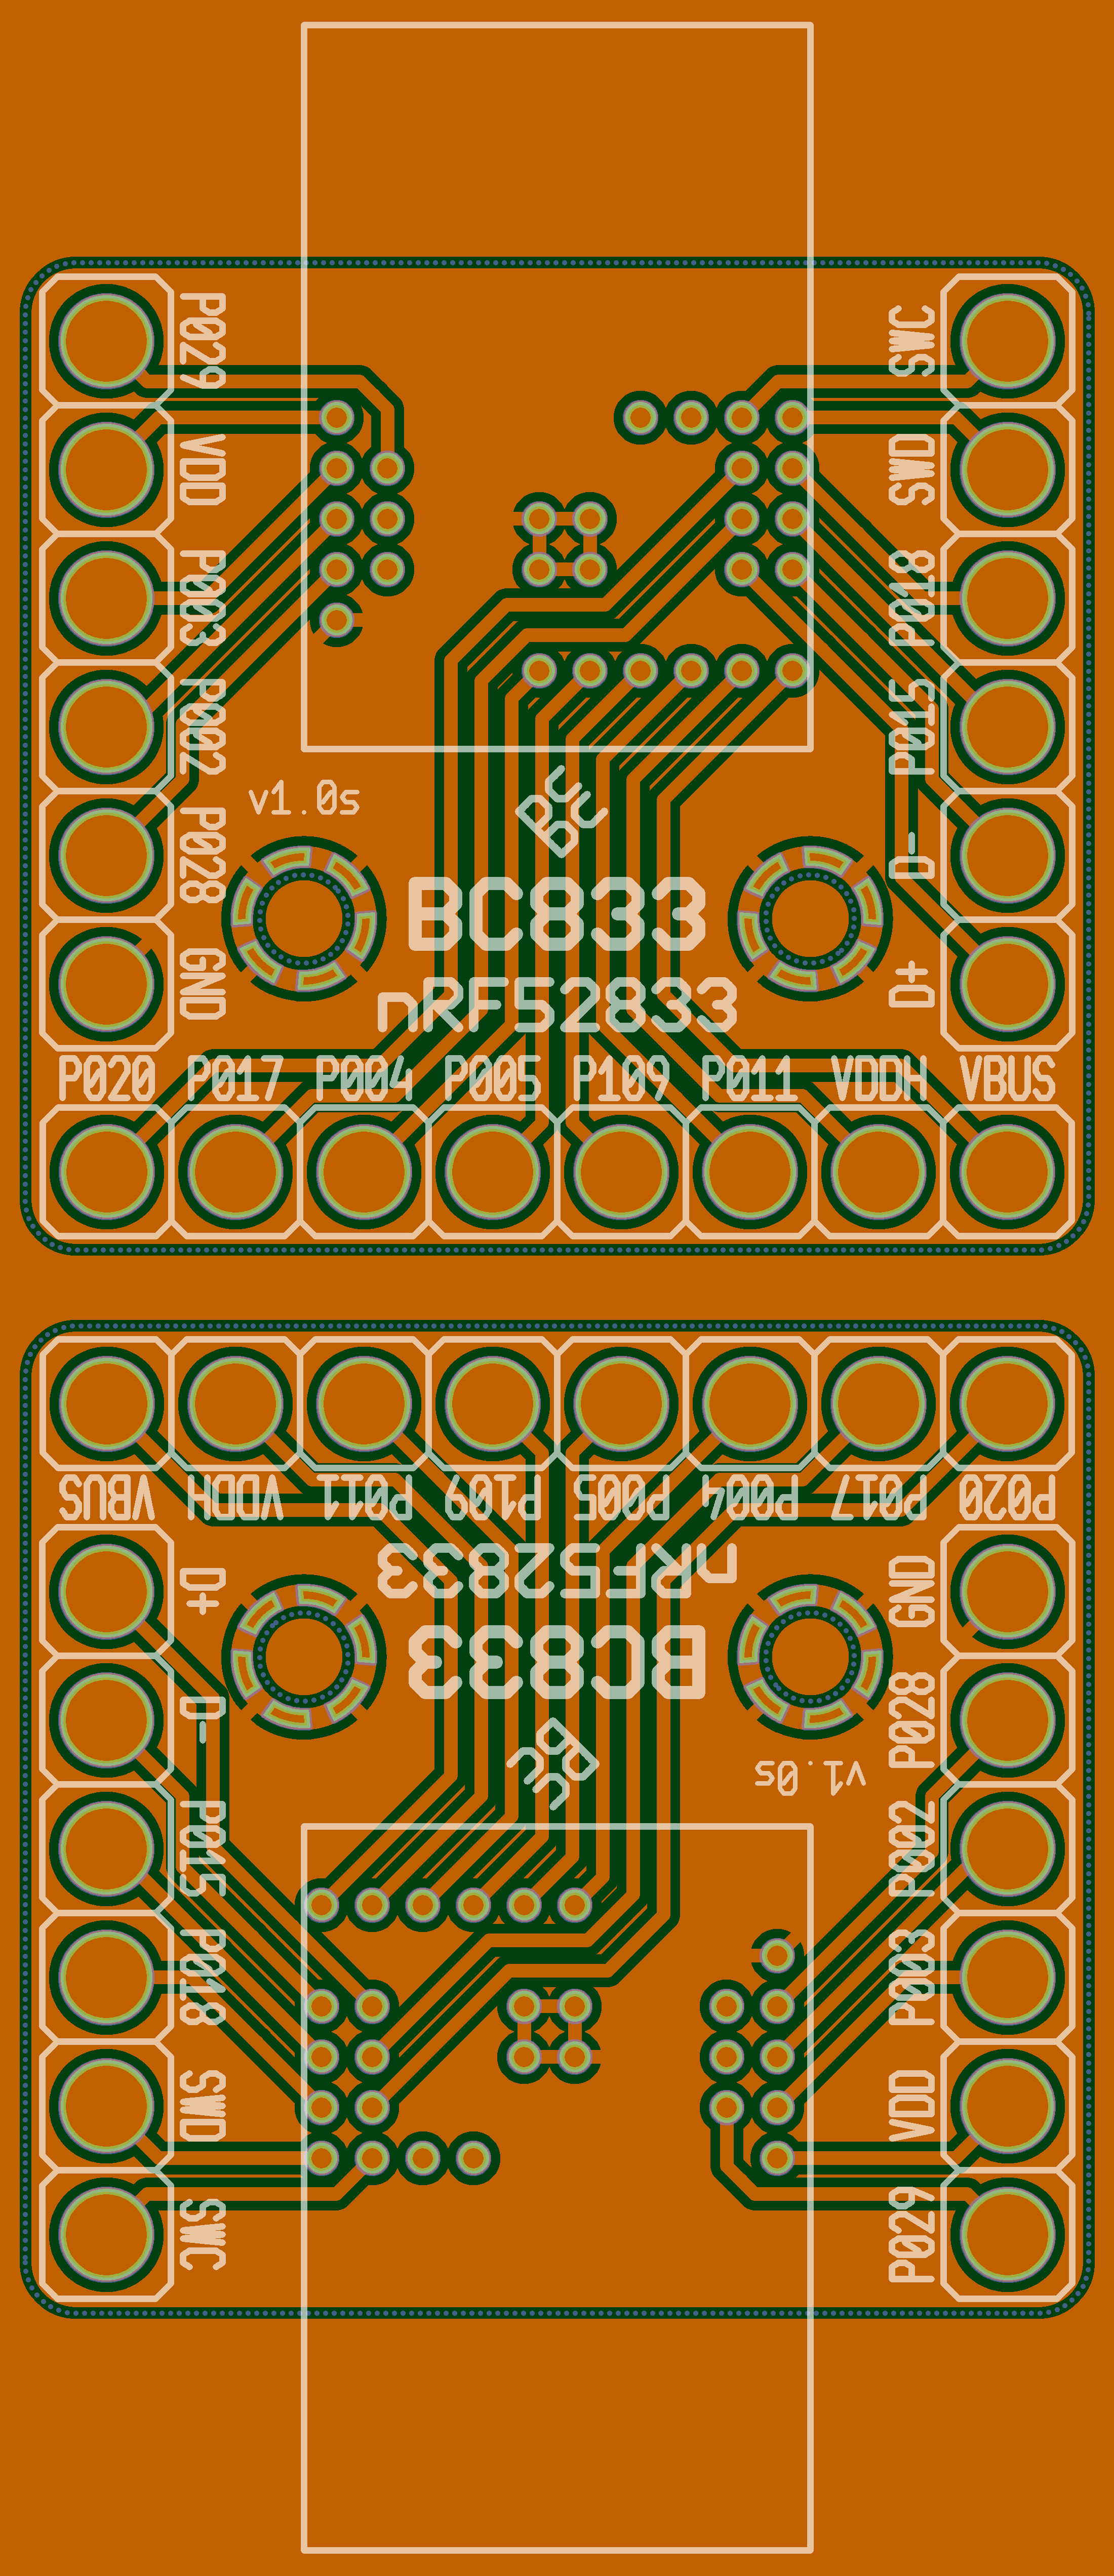 P029
SWC
VDD
SWD
P003
P018
P002
P015
v1.0s
BC
P028
D-
BC833
GND
D+
nRF52833
P020 P017 P004 P005 P109 P011 VDDH VBUS
VBUS VDDH P011 P109 P005 P004 P017 P020
nRF52833
D+
GND
BC833
D-
P028
BC
v1.0s
P015
P002
P018
P003
SWD
VDD
SWC
P029